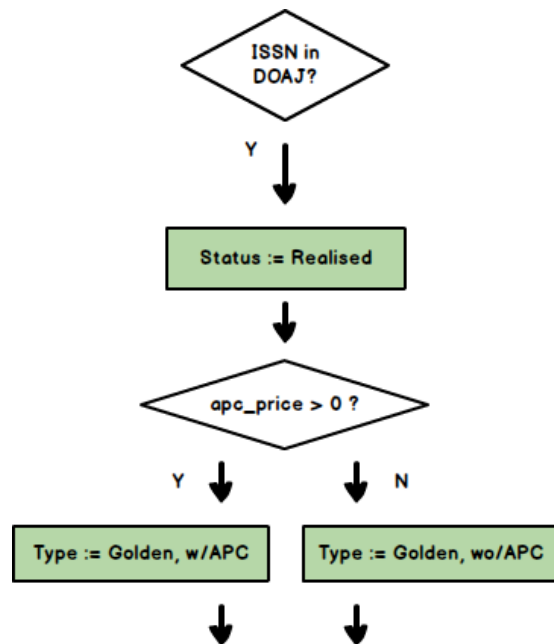 ISSN in
DOAJ?
Y
Status := Realised
apc_price > 0 ?
Y
N
Type := Golden, w/APC
Type := Golden, wo/APC